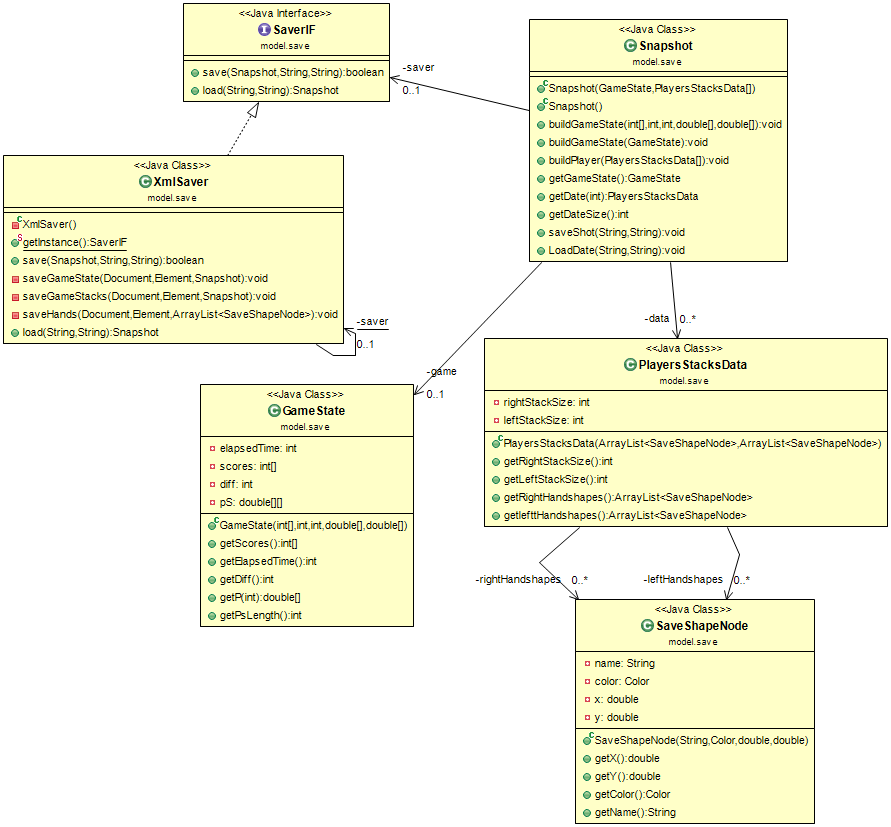 <<Java Interface>>
SaverIF
model.save
save(Snapshot,String,String):boolean
load(String,String):Snapshot
<<Java Class>>
Snapshot
model.save
Snapshot(GameState,PlayersStacksData[])
Snapshot()
buildGameState(int[],int,int,double[],double[]):void
buildGameState(GameState):void
buildPlayer(PlayersStacksData[]):void
getGameState():GameState
getDate(int):PlayersStacksData
getDateSize():int
saveShot(String,String):void
LoadDate(String,String):void
-saver
0..1
<<Java Class>>
XmlSaver
model.save
XmlSaver()
getInstance():SaverIF
save(Snapshot,String,String):boolean
saveGameState(Document,Element,Snapshot):void
saveGameStacks(Document,Element,Snapshot):void
saveHands(Document,Element,ArrayList<SaveShapeNode>):void
load(String,String):Snapshot
-saver
0..1
-data 0..*
-game
0..1
<<Java Class>>
GameState
model.save
elapsedTime: int
scores: int[]
diff: int
pS: double[][]
GameState(int[],int,int,double[],double[])
getScores():int[]
getElapsedTime():int
getDiff():int
getP(int):double[]
getPsLength():int
<<Java Class>>
PlayersStacksData
model.save
rightStackSize: int
leftStackSize: int
PlayersStacksData(ArrayList<SaveShapeNode>,ArrayList<SaveShapeNode>)
getRightStackSize():int
getLeftStackSize():int
getRightHandshapes():ArrayList<SaveShapeNode>
getlefttHandshapes():ArrayList<SaveShapeNode>
-rightHandshapes 0..*
-leftHandshapes 0..*
<<Java Class>>
SaveShapeNode
model.save
name: String
color: Color
x: double
y: double
SaveShapeNode(String,Color,double,double)
getX():double
getY():double
getColor():Color
getName():String